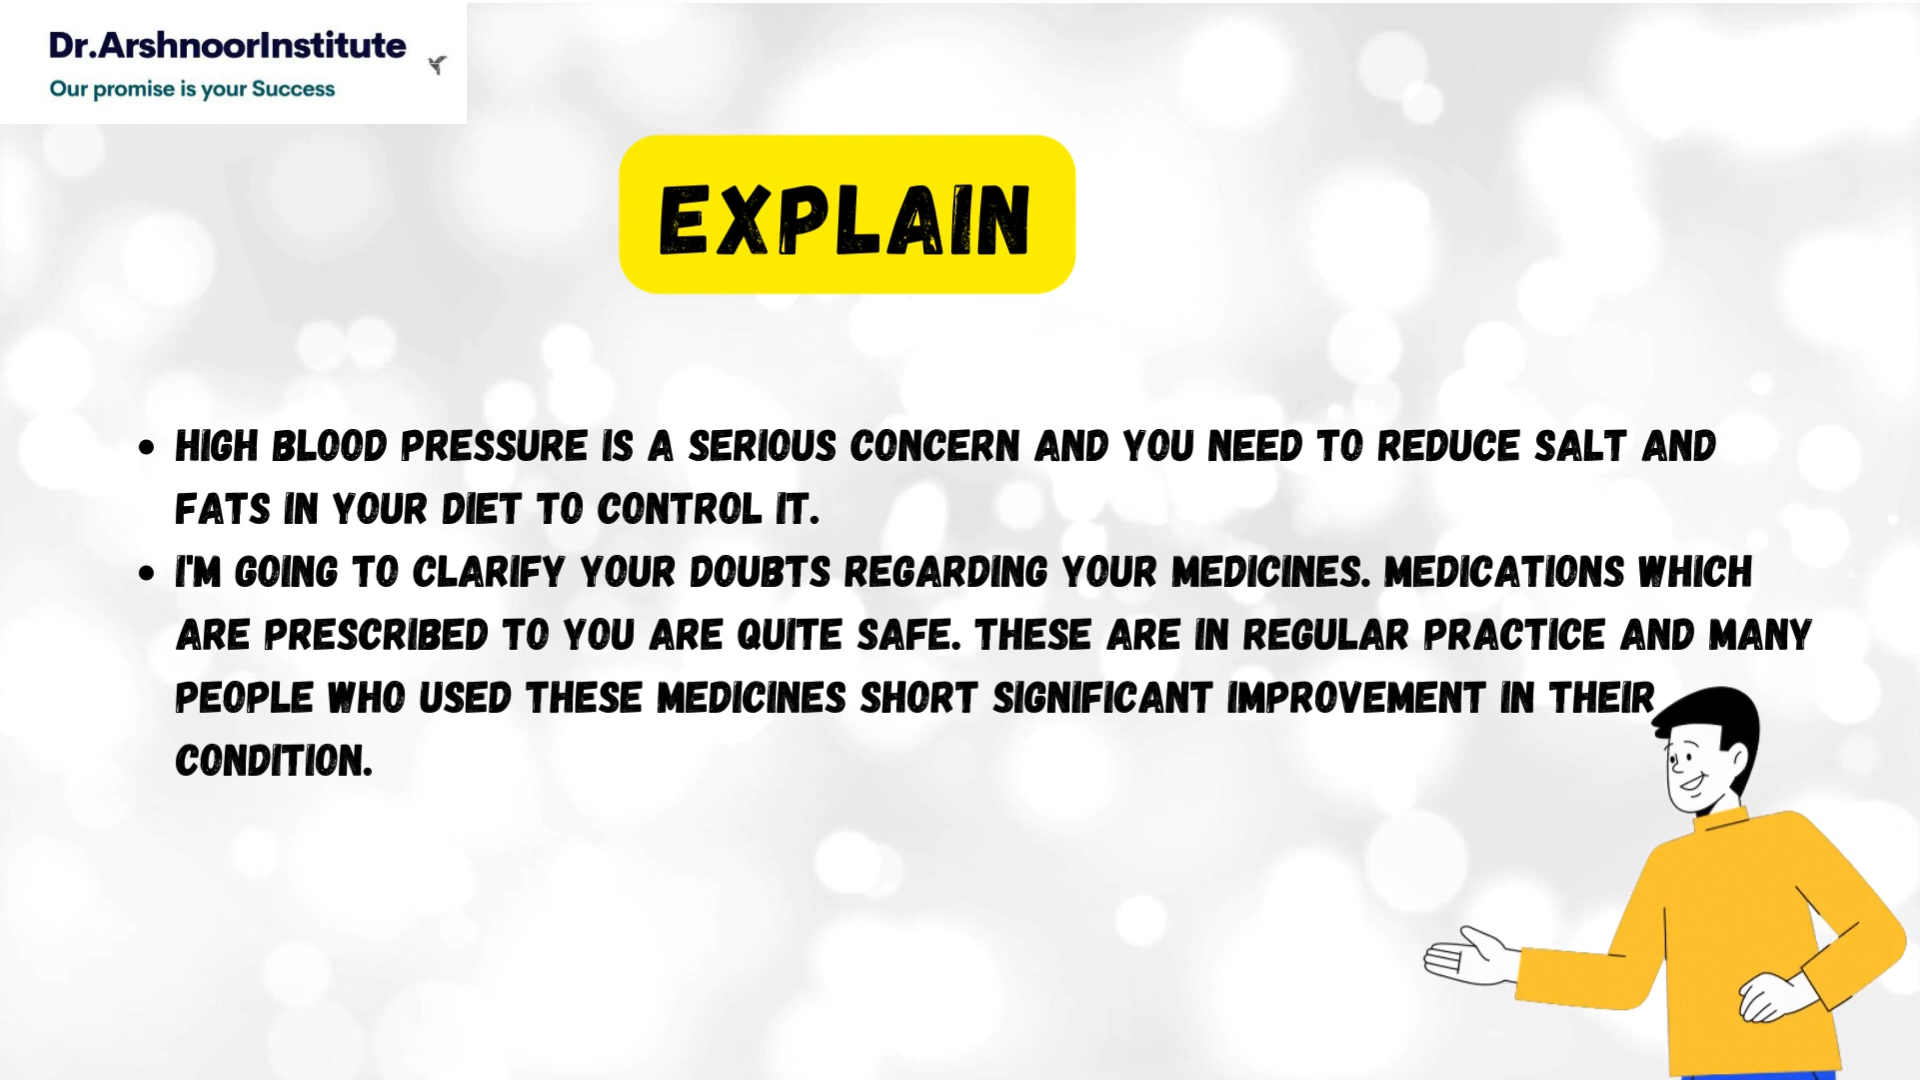 Dr.ArshnoorInstitute
Our promise is your Success
EXPLAIN
• HIGH BLOOD PRESSURE IS A SERIOUS CONCERN AND YOU NEED TO REDUCE SALT AND
FATS IN YOUR DIET TO CONTROL IT.
• I'M GOING TO CLARIFY YOUR DOUBTS REGARDING YOUR MEDICINES. MEDICATIONS WHICH
ARE PRESCRIBED TO YOU ARE QUITE SAFE. THESE ARE IN REGULAR PRACTICE AND MANY
PEOPLE WHO USED THESE MEDICINES SHORT SIGNIFICANT IMPROVEMENT IN THEIR
CONDITION.